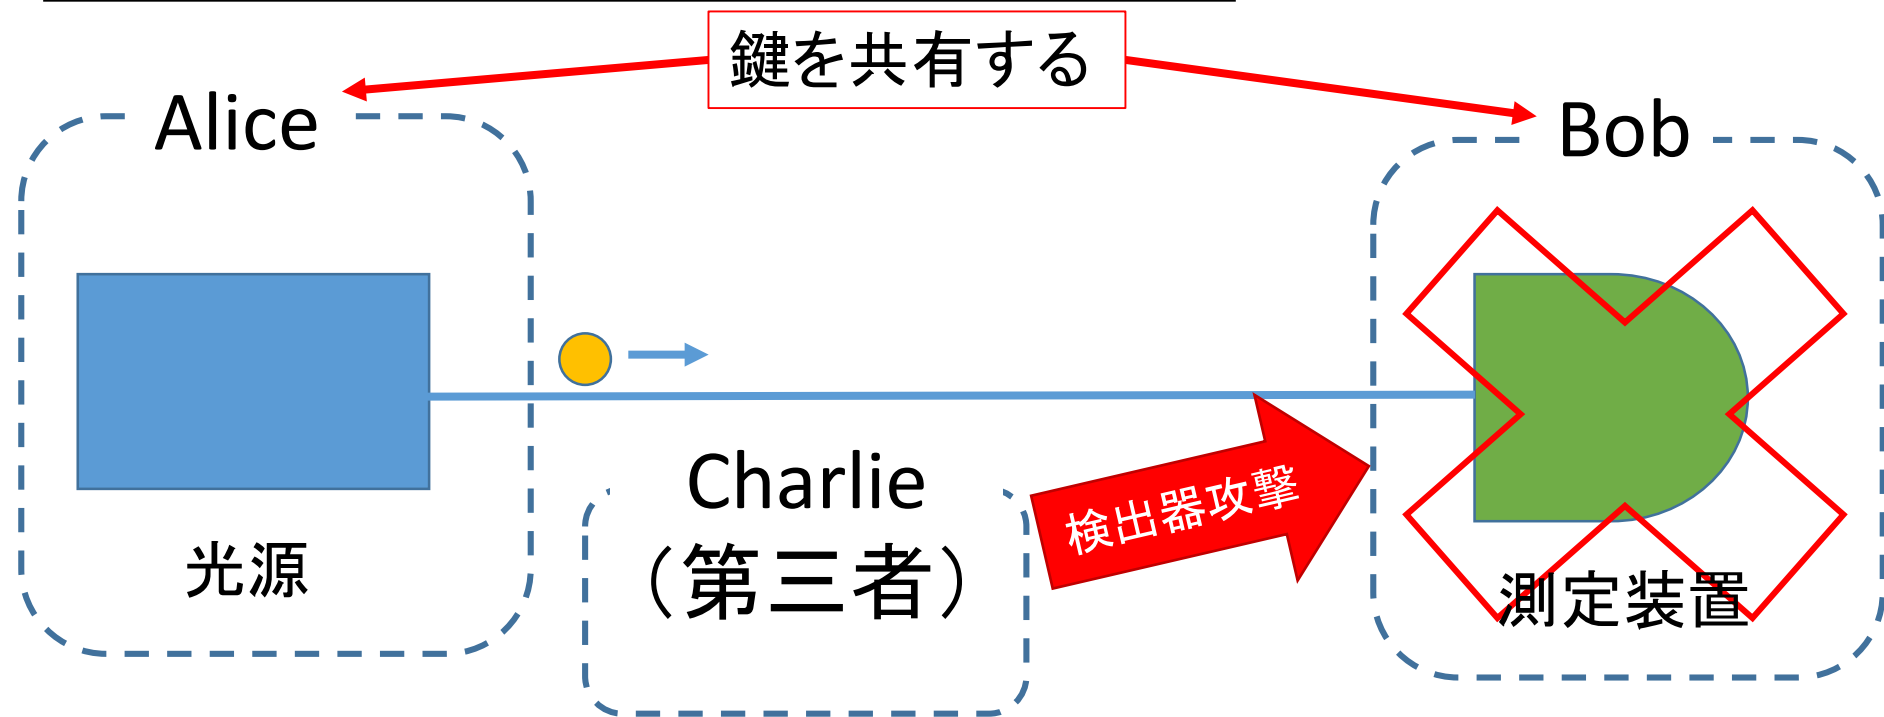 鍵を共有する
Alice
Bob
Charlie
（第三者）
検出器攻撃
光源
測定装置